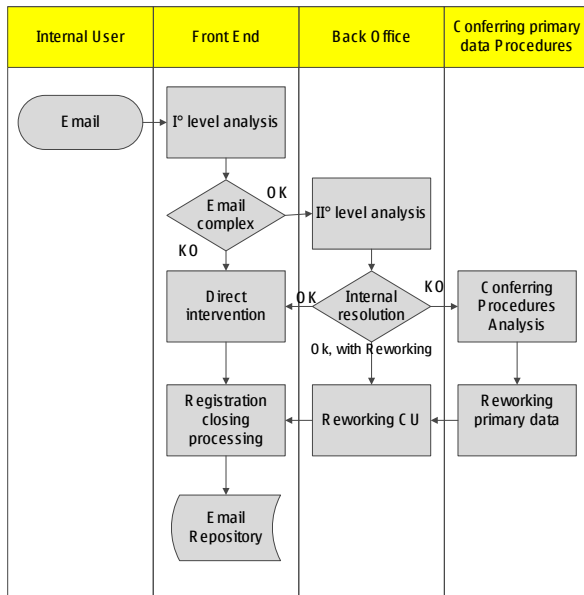 Internal User
Front End
Back Office
Conferring primary
data Procedures
Email
I° level analysis
OK
Email
complex
II° level analysis
KO
Direct
intervention
OK
Internal
resolution
KO
Conferring
Procedures
Analysis
Ok, with Reworking
Registration
closing
processing
Reworking CU
Reworking
primary data
Email
Repository